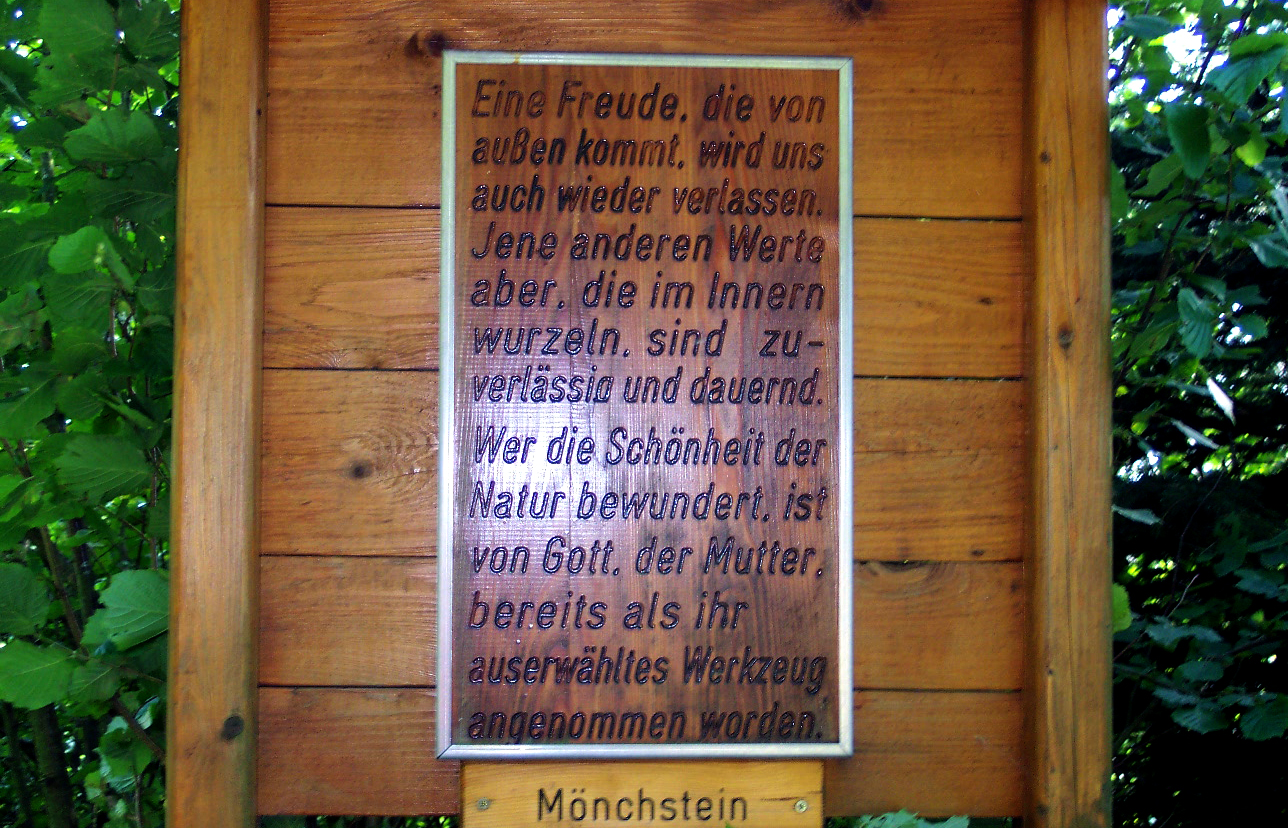 Eine Freude, die von
außen kommt, wird uns
auch wieder verlassen.
Jene anderen Werte
aber, die im Innern
wurzeln, sind zu-
verlässig und dauernd.
Wer die Schönheit der
Natur bewundert, ist
von Gott, der Mutter,
bereits als ihr
auserwähltes Werkzeug
angenommen worden.
Mönchstein